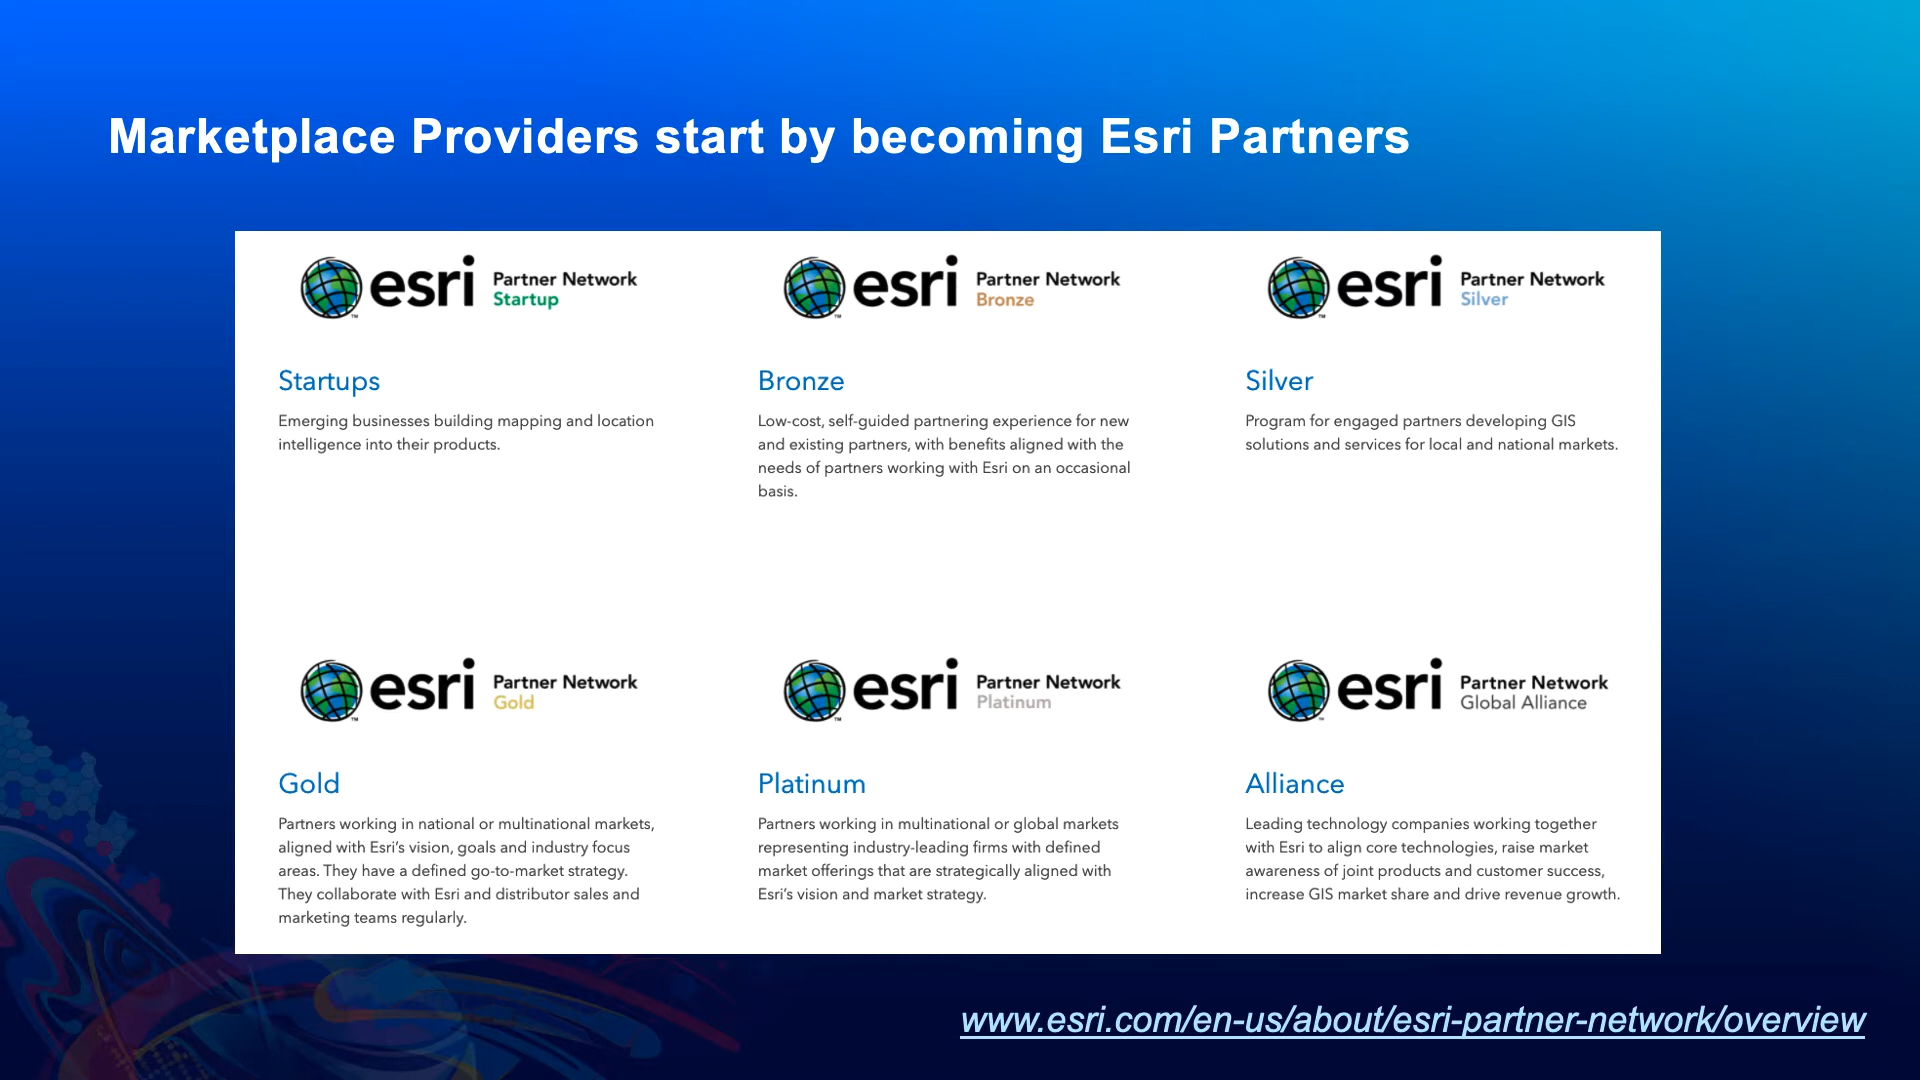 Marketplace Providers start by becoming Esri Partners
esri Partner Network
Startup
Startups
Emerging businesses building mapping and location
intelligence into their products.
esri Partner Network
Bronze
Bronze
Low-cost, self-guided partnering experience for new
and existing partners, with benefits aligned with the
needs of partners working with Esri on an occasional
basis.
esri Partner Network
Silver
Silver
Program for engaged partners developing GIS
solutions and services for local and national markets.
esri Partner Network
Gold
Gold
Partners working in national or multinational markets,
aligned with Esri’s vision, goals and industry focus
areas. They have a defined go-to-market strategy.
They collaborate with Esri and distributor sales and
marketing teams regularly.
esri Partner Network
Platinum
Platinum
Partners working in multinational or global markets
representing industry-leading firms with defined
market offerings that are strategically aligned with
Esri’s vision and market strategy.
esri Partner Network
Global Alliance
Alliance
Leading technology companies working together
with Esri to align core technologies, raise market
awareness of joint products and customer success,
increase GIS market share and drive revenue growth.
www.esri.com/en-us/about/esri-partner-network/overview